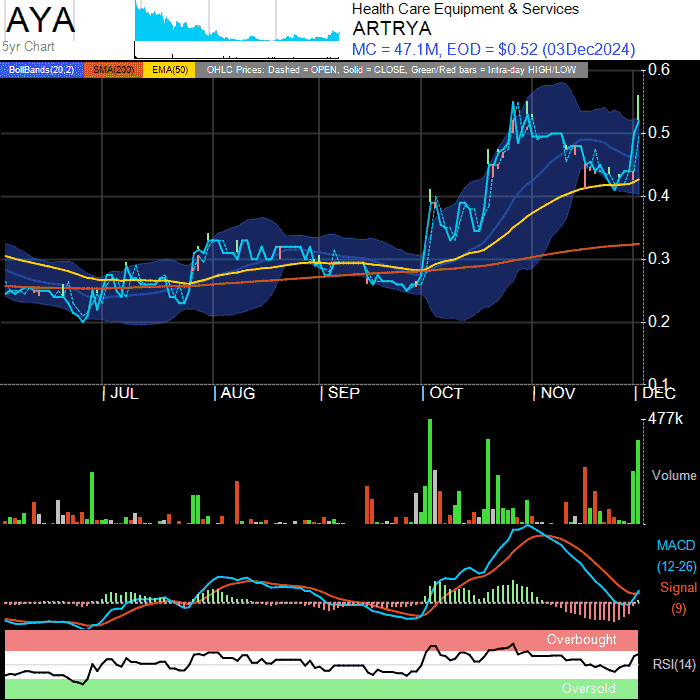 AYA
5yr Chart
Health Care Equipment & Services
ARTRYA
MC = 47.1M, EOD = $0.52 (03Dec2024)
BollBands(20,2) SMA(200) EMA(50) OHLC Prices: Dashed = OPEN, Solid = CLOSE, Green/Red bars = Intra-day HIGH/LOW
0.6
0.5
0.4
0.3
0.2
0.1
JUL AUG SEP OCT NOV DEC
477k
Volume
MACD
(12-26)
Signal
(9)
Overbought
RSI(14)
Oversold